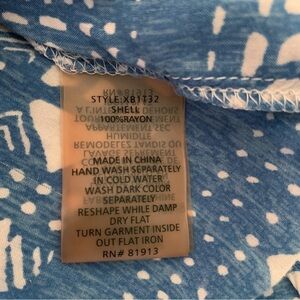 STYLE:XB1T32
SHELL
100%RAYON
MADE IN CHINA
HAND WASH SEPARATELY
IN COLD WATER
WASH DARK COLOR
SEPARATELY
RESHAPE WHILE DAMP
DRY FLAT
TURN GARMENT INSIDE
OUT FLAT IRON
RN# 81913